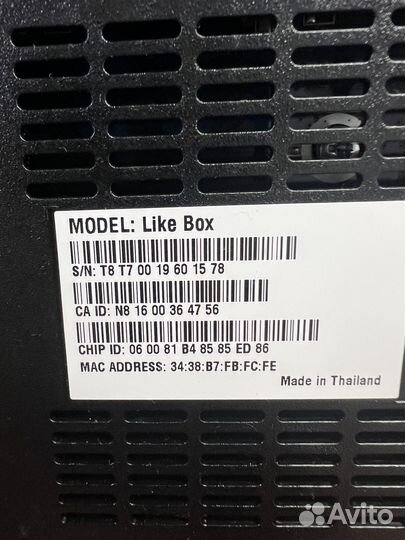 MODEL: Like Box
S/N: T8 T7 00 19 60 15 78
CA ID: N8 16 00 36 47 56
CHIP ID: 06 00 81 B4 85 85 ED 86
MAC ADDRESS: 34:38:B7:FB:FC:FE
Made in Thailand
Avito